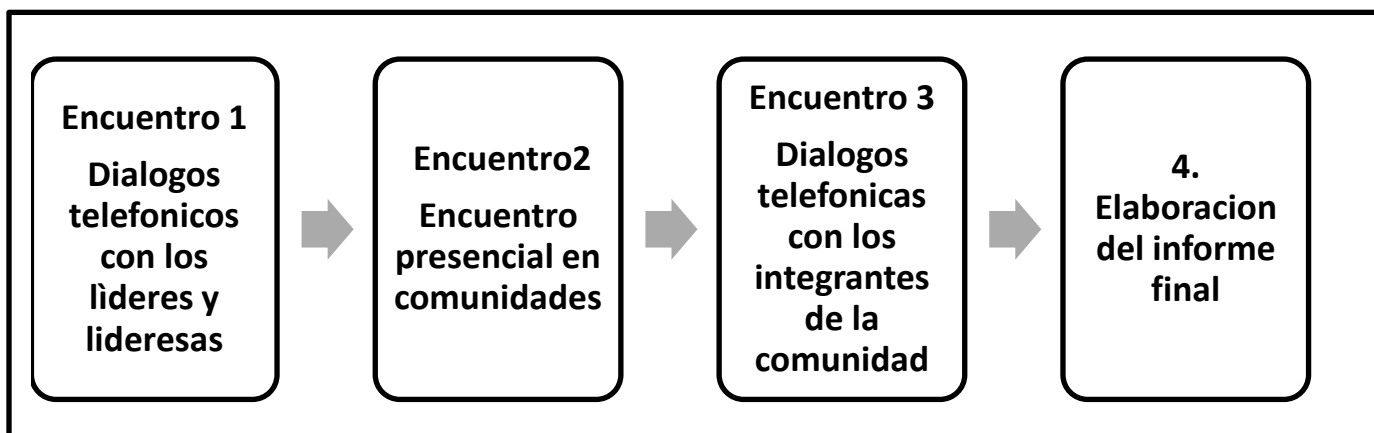 Encuentro 1
Dialogos
telefonicos
con los
lìderes y
lideresas
Encuentro2
Encuentro
presencial en
comunidades
Encuentro 3
Dialogos
telefonicas
con los
integrantes
de la
comunidad
4.
Elaboracion
del informe
final